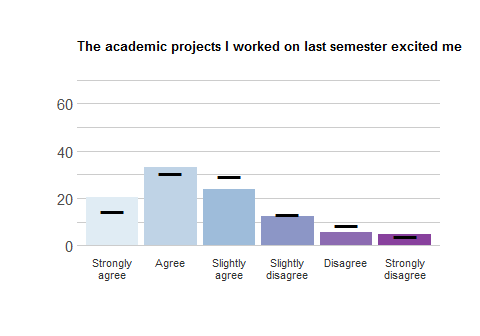 The academic projects I worked on last semester excited me
60
40
20
0
Strongly
agree
Agree
Slightly
agree
Slightly
disagree
Disagree
Strongly
disagree